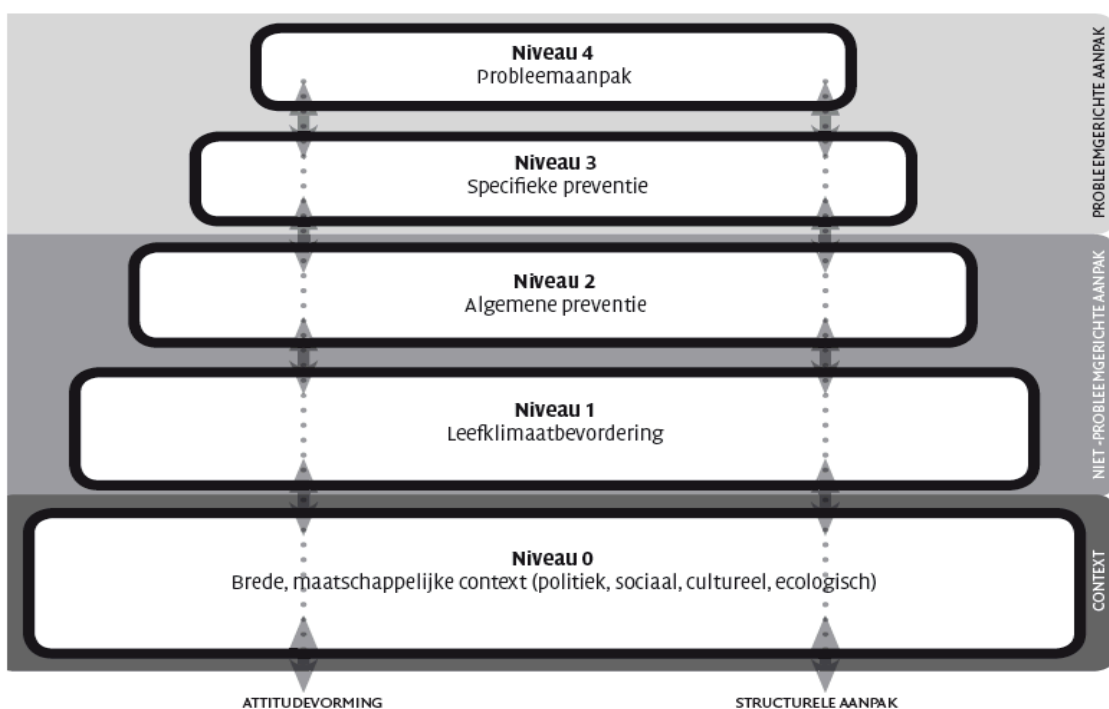 Niveau 4
Probleemaanpak
PROBLEEMGERICHTE AANPAK
Niveau 3
Specifieke preventie
Niveau 2
Algemene preventie
NIET -PROBLEEMGERICHTE AANPAK
Niveau 1
Leefklimaatbevordering
Niveau 0
Brede, maatschappelijke context (politiek, sociaal, cultureel, ecologisch)
CONTEXT
ATTITUDEVORMING
STRUCTURELE AANPAK